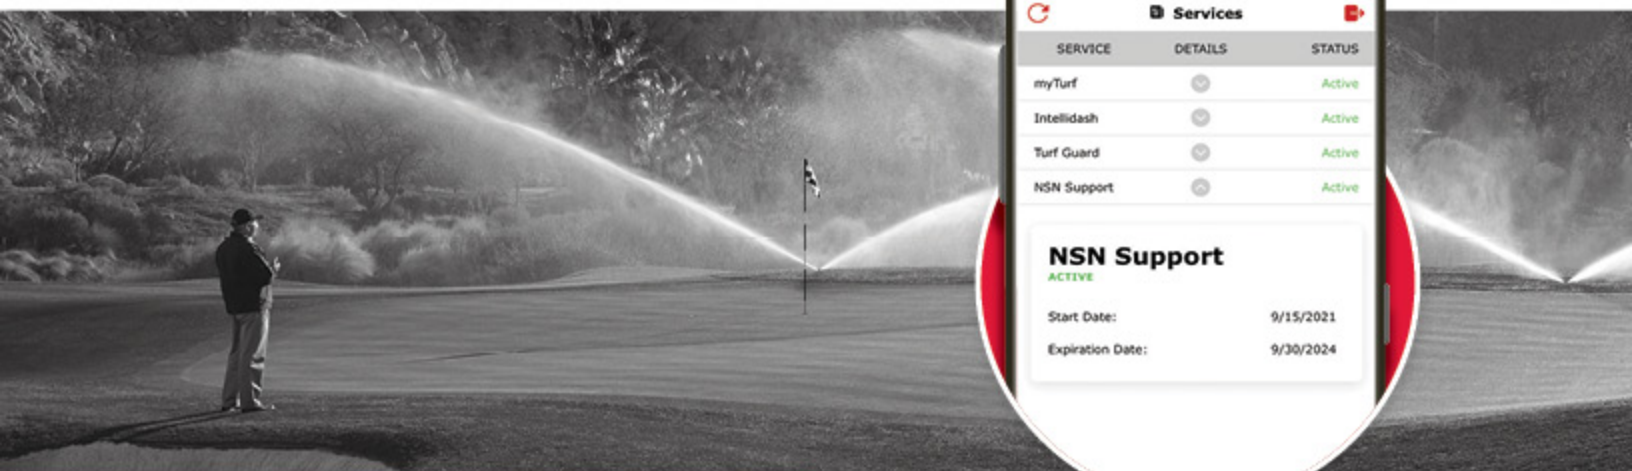 Services
SERVICE DETAILS STATUS
myTurf Active
Intellidash Active
Turf Guard Active
NSN Support Active
NSN Support
ACTIVE
Start Date: 9/15/2021
Expiration Date: 9/30/2024